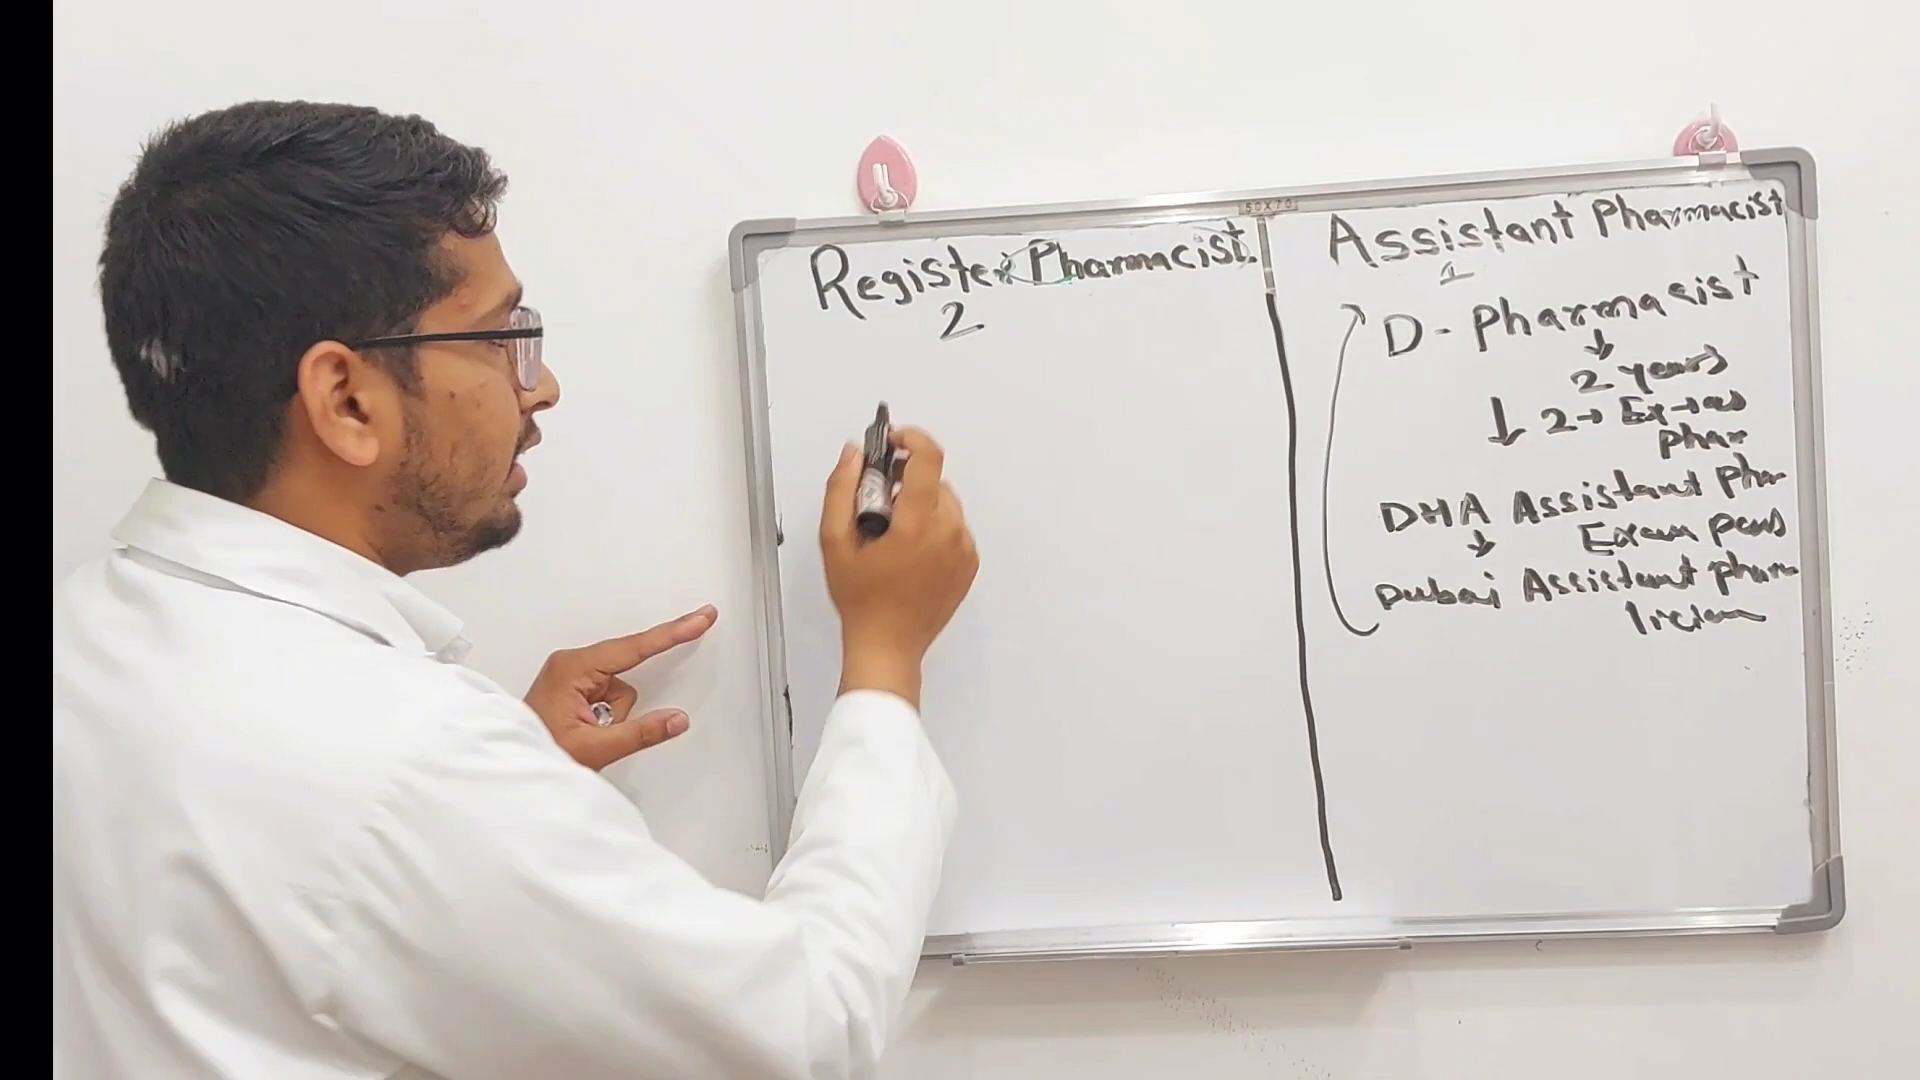 Register Pharmacist.
2
50X70
Assistant Pharmacist
1
D - Pharmacist
↓
2 years
↓ 2 → Ex → as
phar
DHA Assistant Phar
↓ Exam pass
Dubai Assistant pharm